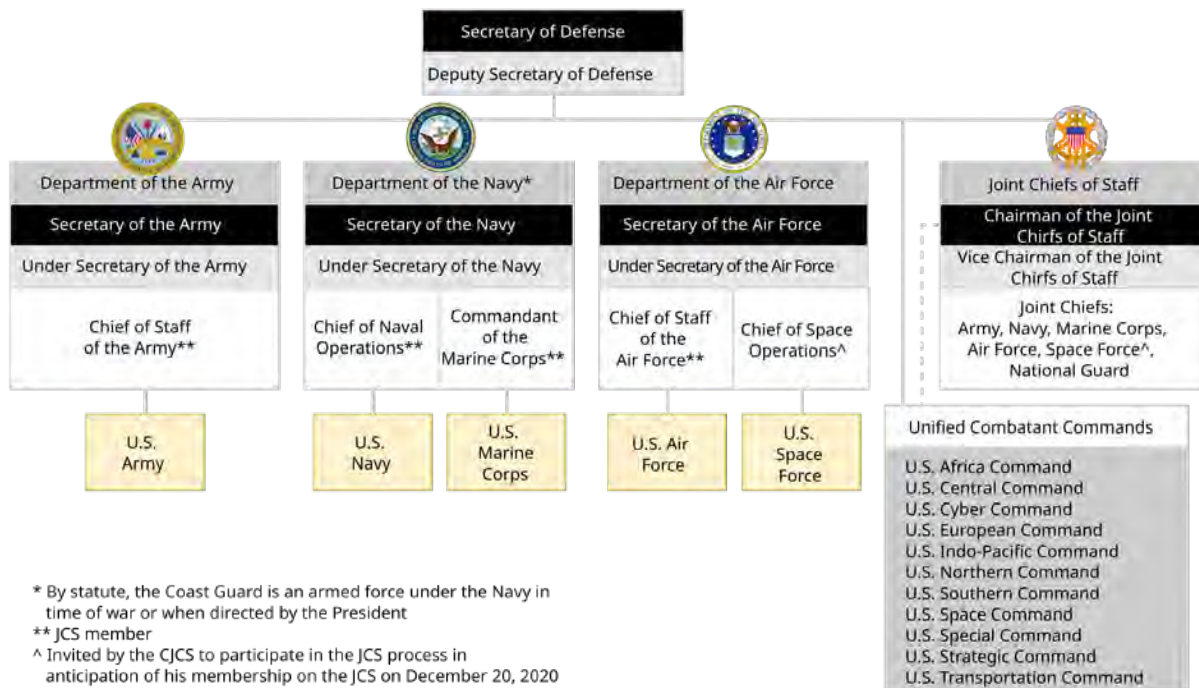 Secretary of Defense
Deputy Secretary of Defense
Department of the Army
Secretary of the Army
Under Secretary of the Army
Chief of Staff
of the Army**
U.S.
Army
Department of the Navy*
Secretary of the Navy
Under Secretary of the Navy
Chief of Naval
Operations**
Commandant
of the
Marine Corps**
U.S.
Navy
U.S.
Marine
Corps
Department of the Air Force
Secretary of the Air Force
Under Secretary of the Air Force
Chief of Staff
of the
Air Force**
Chief of Space
Operations^
U.S. Air
Force
U.S.
Space
Force
Joint Chiefs of Staff
Chairman of the Joint
Chirfs of Staff
Vice Chairman of the Joint
Chirfs of Staff
Joint Chiefs:
Army, Navy, Marine Corps,
Air Force, Space Force^,
National Guard
Unified Combatant Commands
U.S. Africa Command
U.S. Central Command
U.S. Cyber Command
U.S. European Command
U.S. Indo-Pacific Command
U.S. Northern Command
U.S. Southern Command
U.S. Space Command
U.S. Special Command
U.S. Strategic Command
U.S. Transportation Command
* By statute, the Coast Guard is an armed force under the Navy in
time of war or when directed by the President
** JCS member
^ Invited by the CJCS to participate in the JCS process in
anticipation of his membership on the JCS on December 20, 2020